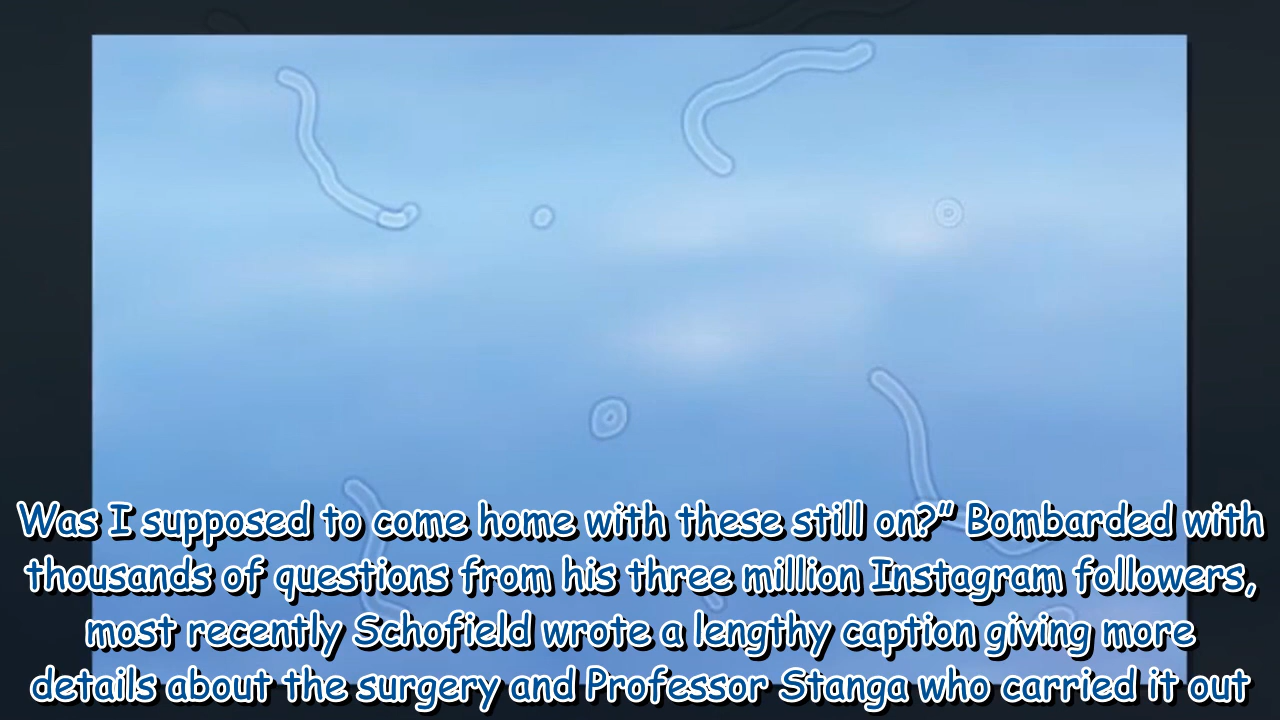 Was I supposed to come home with these still on?” Bombarded with
thousands of questions from his three million Instagram followers,
most recently Schofield wrote a lengthy caption giving more
details about the surgery and Professor Stanga who carried it out